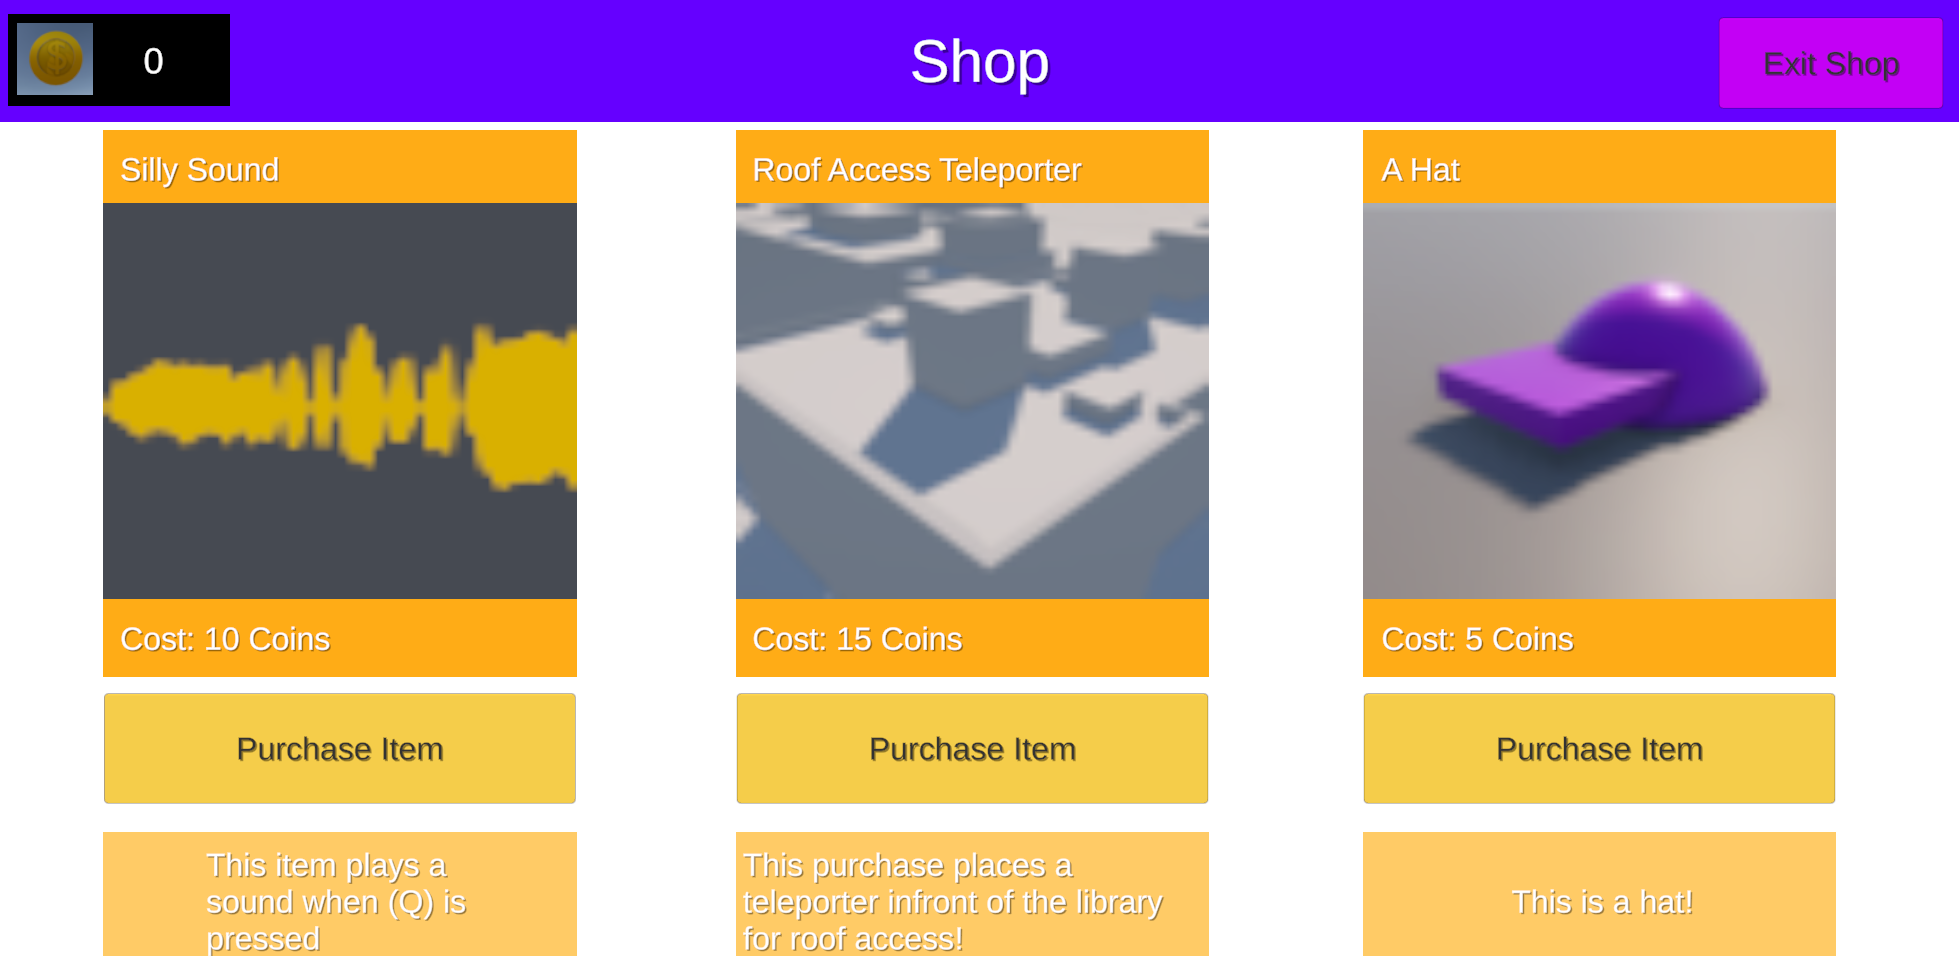 0
Shop
Exit Shop
Silly Sound
Roof Access Teleporter
A Hat
Cost: 10 Coins
Cost: 15 Coins
Cost: 5 Coins
Purchase Item
Purchase Item
Purchase Item
This item plays a
sound when (Q) is
pressed
This purchase places a
teleporter infront of the library
for roof access!
This is a hat!